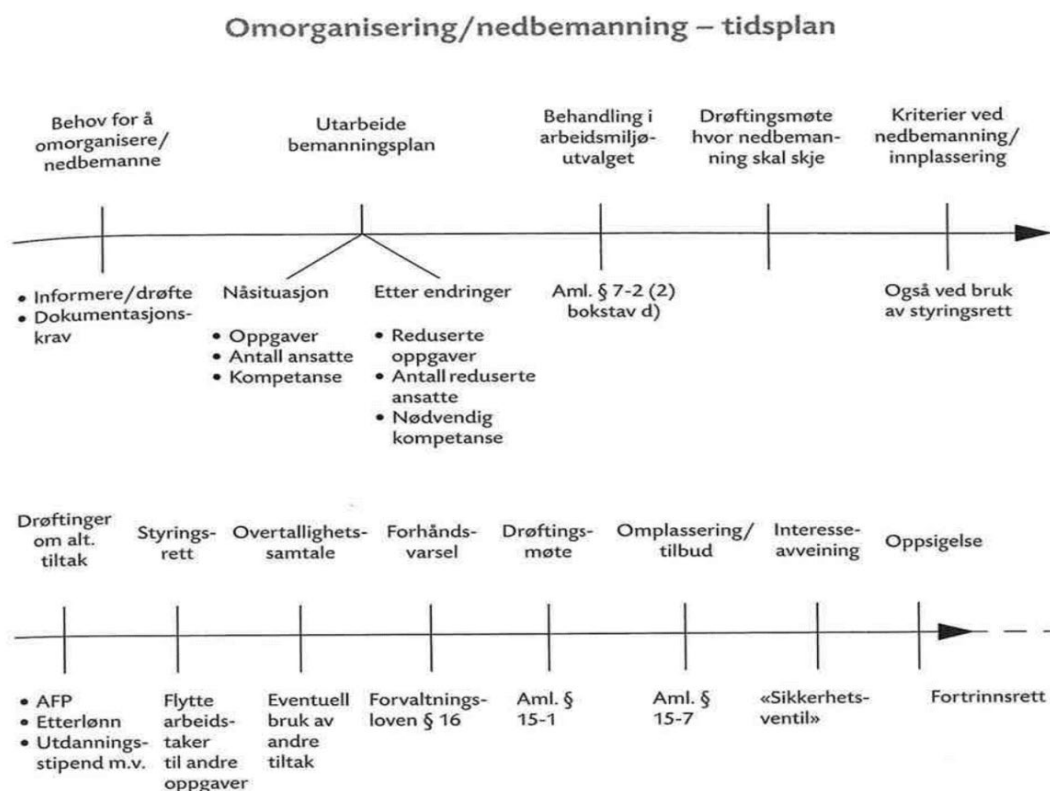 Omorganisering/nedbemanning – tidsplan
Behov for å
omorganisere/
nedbemanne
Utarbeide
bemanningsplan
Behandling i
arbeidsmiljø-
utvalget
Drøftingsmøte
hvor nedbeman-
ning skal skje
Kriterier ved
nedbemanning/
innplassering
• Informere/drøfte
• Dokumentasjons-
krav
Nåsituasjon
• Oppgaver
• Antall ansatte
• Kompetanse
Etter endringer
• Reduserte
oppgaver
• Antall reduserte
ansatte
• Nødvendig
kompetanse
Aml. § 7-2 (2)
bokstav d)
Også ved bruk
av styringsrett
Drøftinger
om alt.
tiltak
Styrings-
rett
Overtallighets-
samtale
Forhånds-
varsel
Drøftings-
møte
Omplassering/
tilbud
Interesse-
avveining
Oppsigelse
• AFP
• Etterlønn
• Utdannings-
stipend m.v.
Flytte
arbeids-
taker
til andre
oppgaver
Eventuell
bruk av
andre
tiltak
Forvaltnings-
loven § 16
Aml. §
15-1
Aml. §
15-7
«Sikkerhets-
ventil»
Fortrinnsrett